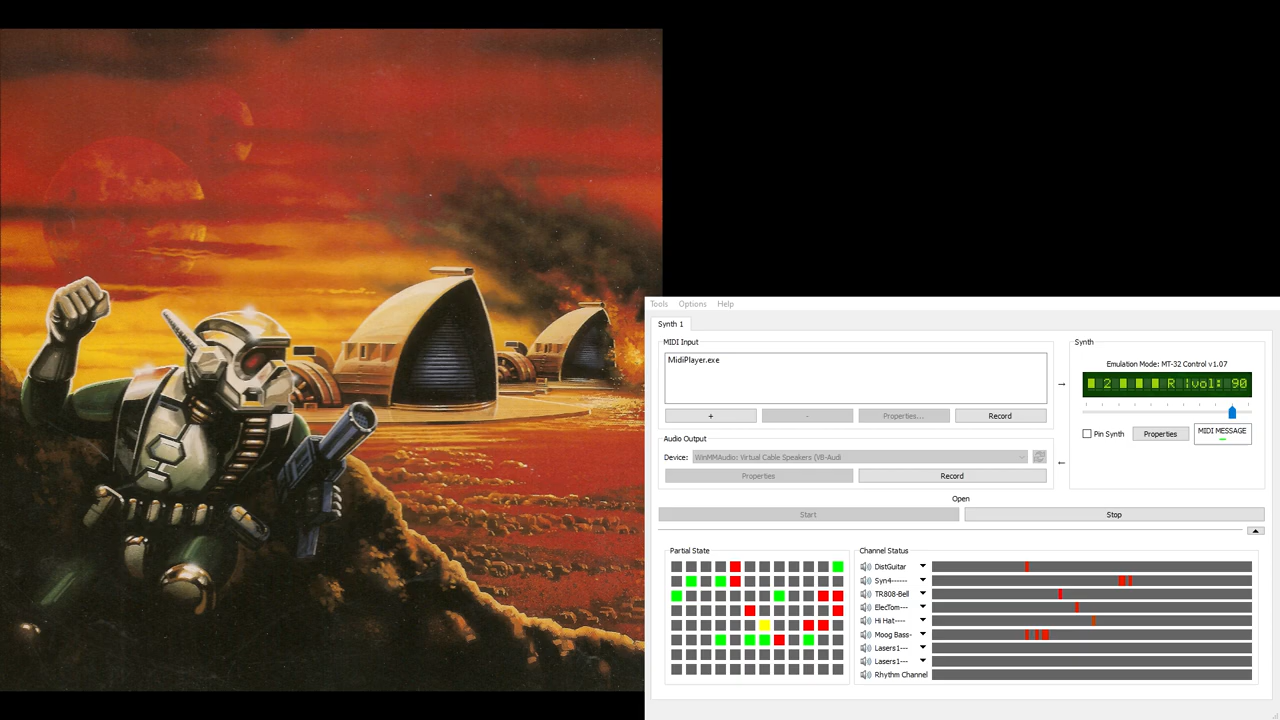 Tools Options Help
Synth 1
MIDI Input
MidiPlayer.exe
+ - Properties... Record
Audio Output
Device: WinMMAudio: Virtual Cable Speakers (VB-Audi
Properties Record
Synth
Emulation Mode: MT-32 Control v1.07
2 R |vol: 90
Pin Synth Properties MIDI MESSAGE
Open
Start Stop
Partial State
Channel Status
DistGuitar
Syn4------
TR808-Bell
ElecTom---
Hi Hat----
Moog Bass-
Lasers1---
Lasers1---
Rhythm Channel